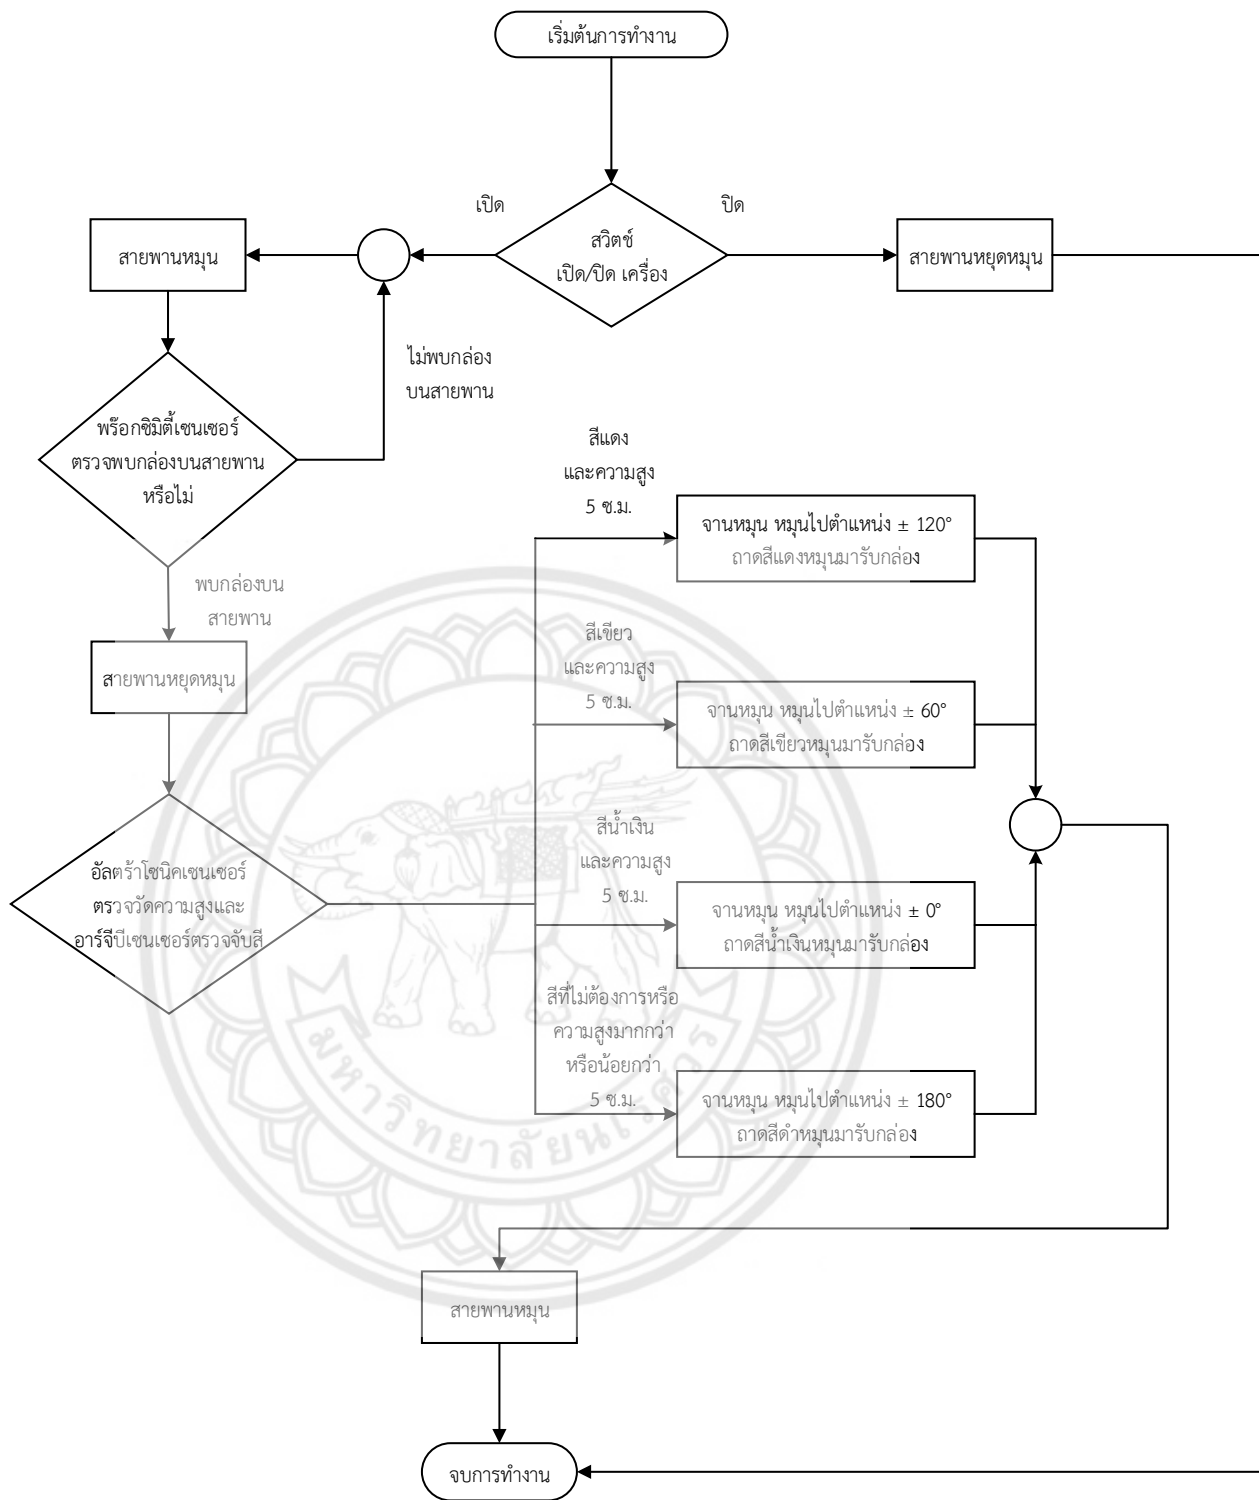 เริ่มต้นการทำงาน
เปิด
ปิด
สวิตช์
เปิด/ปิด เครื่อง
สายพานหมุน
สายพานหยุดหมุน
ไม่พบกล่อง
บนสายพาน
พร๊อกซิมิตี้เซนเซอร์
ตรวจพบกล่องบนสายพาน
หรือไม่
สีแดง
และความสูง
5 ซ.ม.
จานหมุน หมุนไปตำแหน่ง ± 120°
ถาดสีแดงหมุนมารับกล่อง
พบกล่องบน
สายพาน
สายพานหยุดหมุน
สีเขียว
และความสูง
5 ซ.ม.
จานหมุน หมุนไปตำแหน่ง ± 60°
ถาดสีเขียวหมุนมารับกล่อง
อัลตร้าโซนิคเซนเซอร์
ตรวจวัดความสูงและ
อาร์จีบีเซนเซอร์ตรวจจับสี
สีน้ำเงิน
และความสูง
5 ซ.ม.
จานหมุน หมุนไปตำแหน่ง ± 0°
ถาดสีน้ำเงินหมุนมารับกล่อง
สีที่ไม่ต้องการหรือ
ความสูงมากกว่า
หรือน้อยกว่า
5 ซ.ม.
จานหมุน หมุนไปตำแหน่ง ± 180°
ถาดสีดำหมุนมารับกล่อง
มหาวิทยาลัยนเรศวร
สายพานหมุน
จบการทำงาน